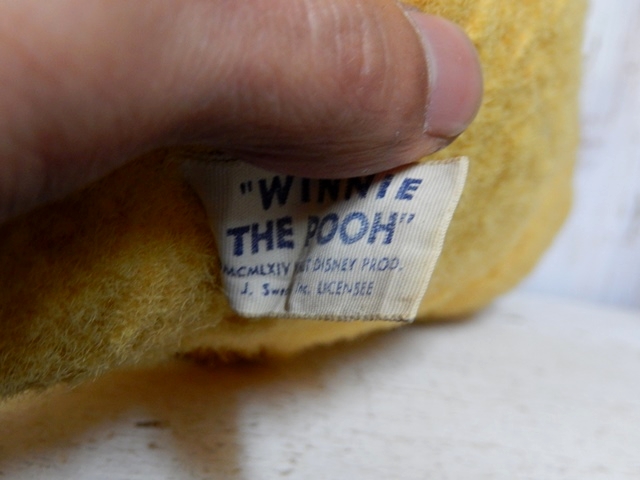 "WINNIE
THE POOH"
MCMLXIV DISNEY PROD.
J. Inc. LICENSEE